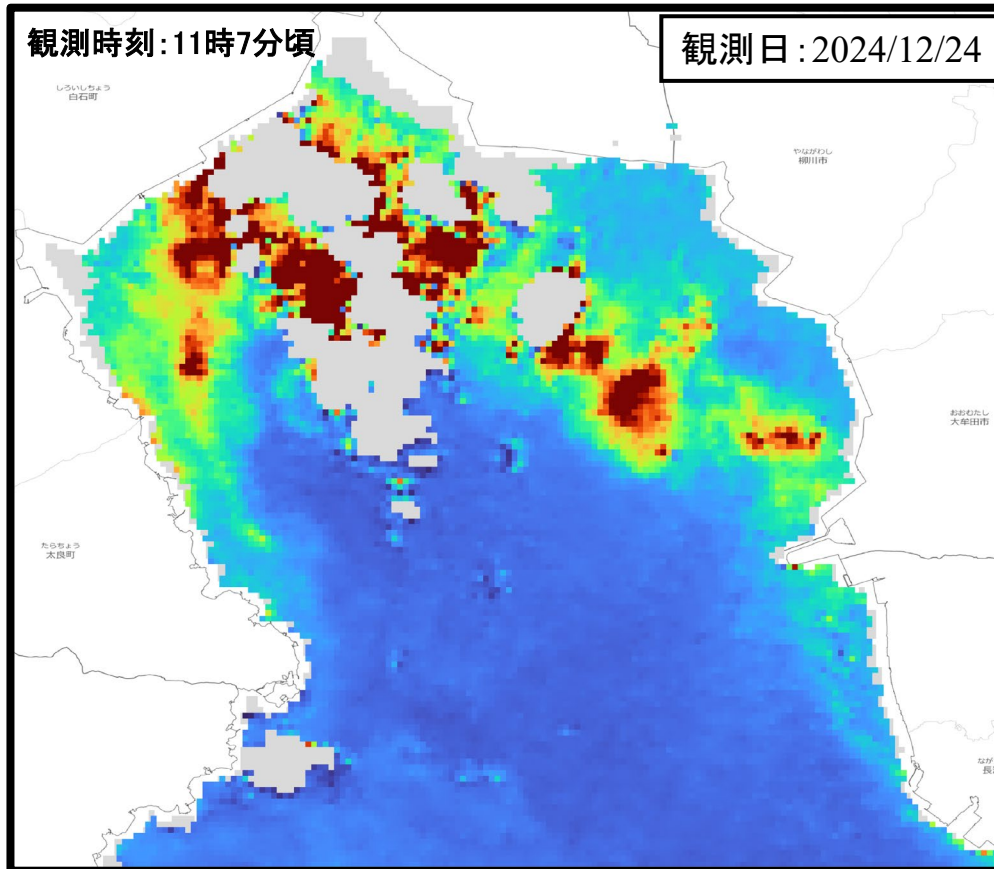 観測時刻:11時7分頃
観測日:2024/12/24
しろいしちょう
白石町
やながわし
柳川市
おおむたし
大牟田市
たらちょう
太良町
なが
長